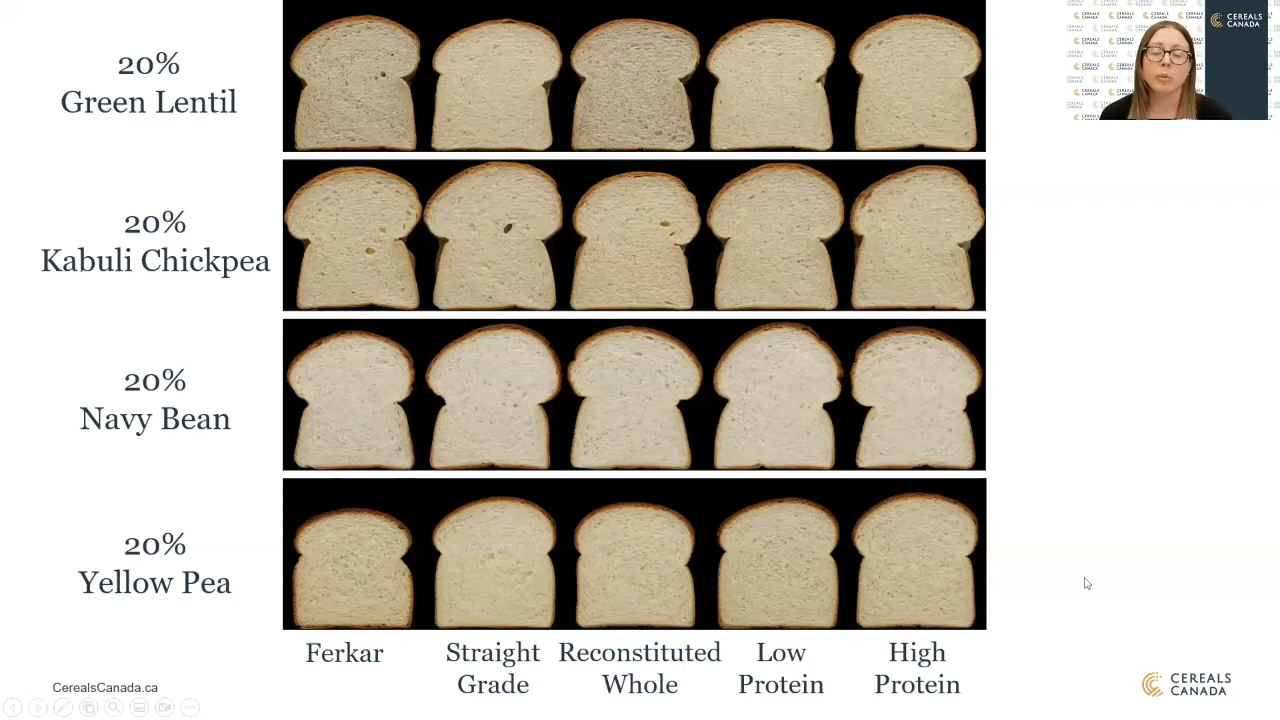 20%
Green Lentil
20%
Kabuli Chickpea
20%
Navy Bean
20%
Yellow Pea
Ferkar
Straight
Grade
Reconstituted
Whole
Low
Protein
High
Protein
CerealsCanada.ca
CEREALS
CANADA
CEREALS
CANADA